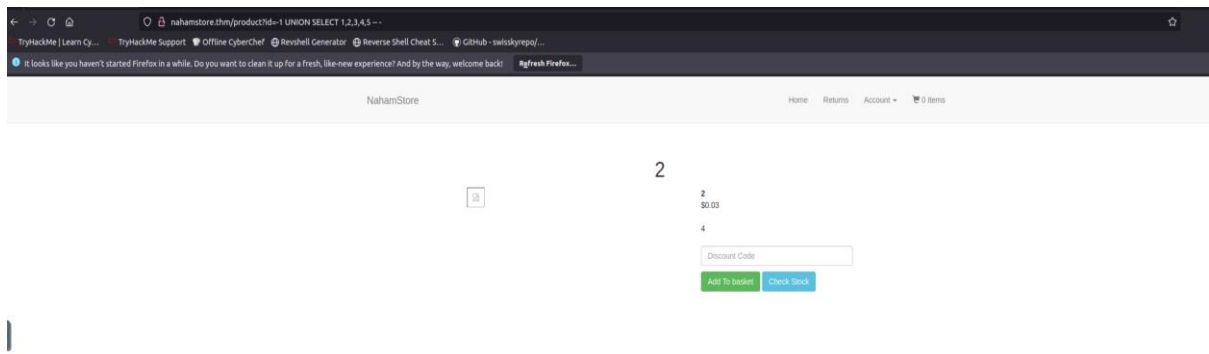 nahamstore.thm/product?id=-1 UNION SELECT 1,2,3,4,5 -- -
TryHackMe | Learn Cy... TryHackMe Support Offline CyberChef Revshell Generator Reverse Shell Cheat S... GitHub - swisskyrepo/...
It looks like you haven't started Firefox in a while. Do you want to clean it up for a fresh, like-new experience? And by the way, welcome back! Refresh Firefox...
NahamStore Home Returns Account 0 Items
2
2
$0.03
4
Discount Code
Add To basket Check Stock